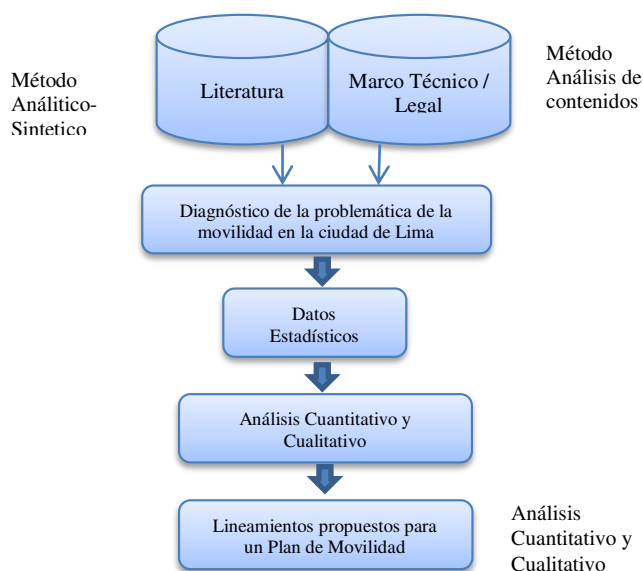 Método
Análitico-
Sintetico
Literatura
Marco Técnico /
Legal
Método
Análisis de
contenidos
Diagnóstico de la problemática de la
movilidad en la ciudad de Lima
Datos
Estadísticos
Análisis Cuantitativo y
Cualitativo
Lineamientos propuestos para
un Plan de Movilidad
Análisis
Cuantitativo y
Cualitativo